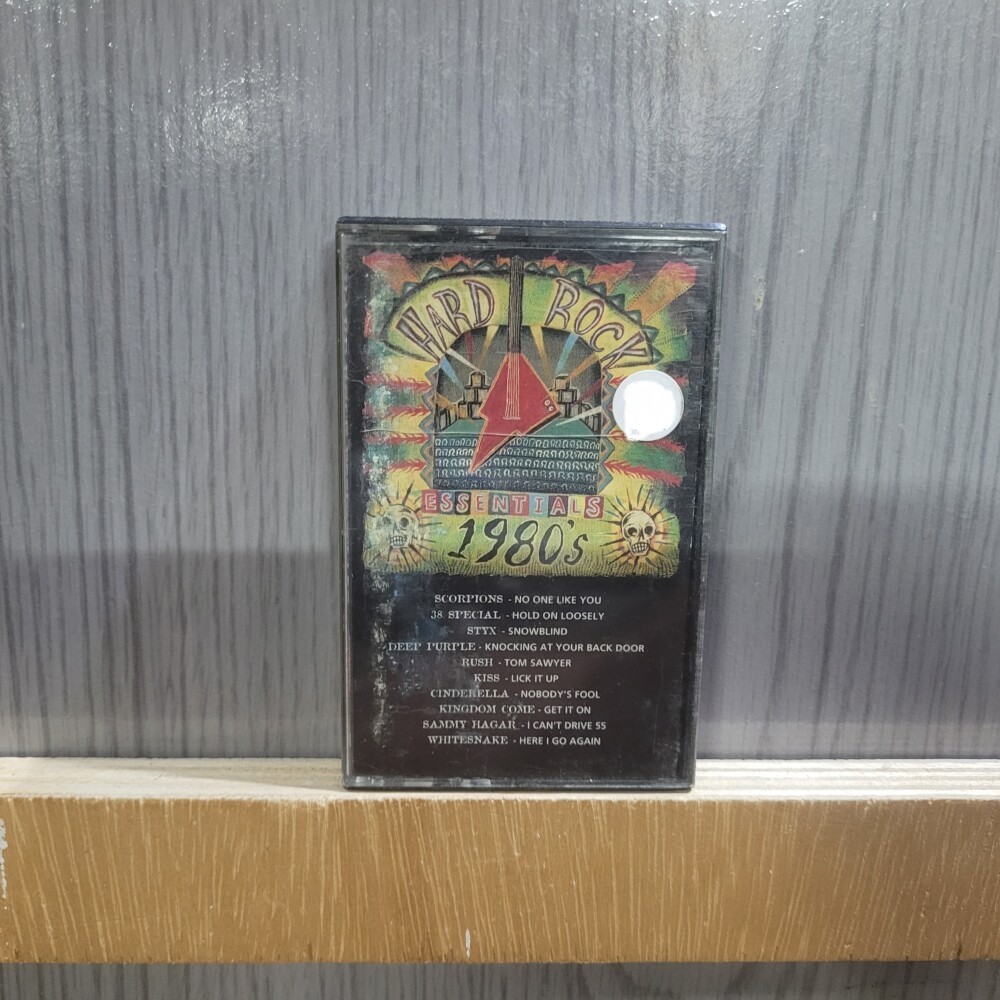 HARD ROCK
ESSENTIALS
1980's
SCORPIONS - NO ONE LIKE YOU
38 SPECIAL - HOLD ON LOOSELY
STYX - SNOWBLIND
DEEP PURPLE - KNOCKING AT YOUR BACK DOOR
RUSH - TOM SAWYER
KISS - LICK IT UP
CINDERELLA - NOBODY'S FOOL
KINGDOM COME - GET IT ON
SAMMY HAGAR - I CAN'T DRIVE 55
WHITESNAKE - HERE I GO AGAIN